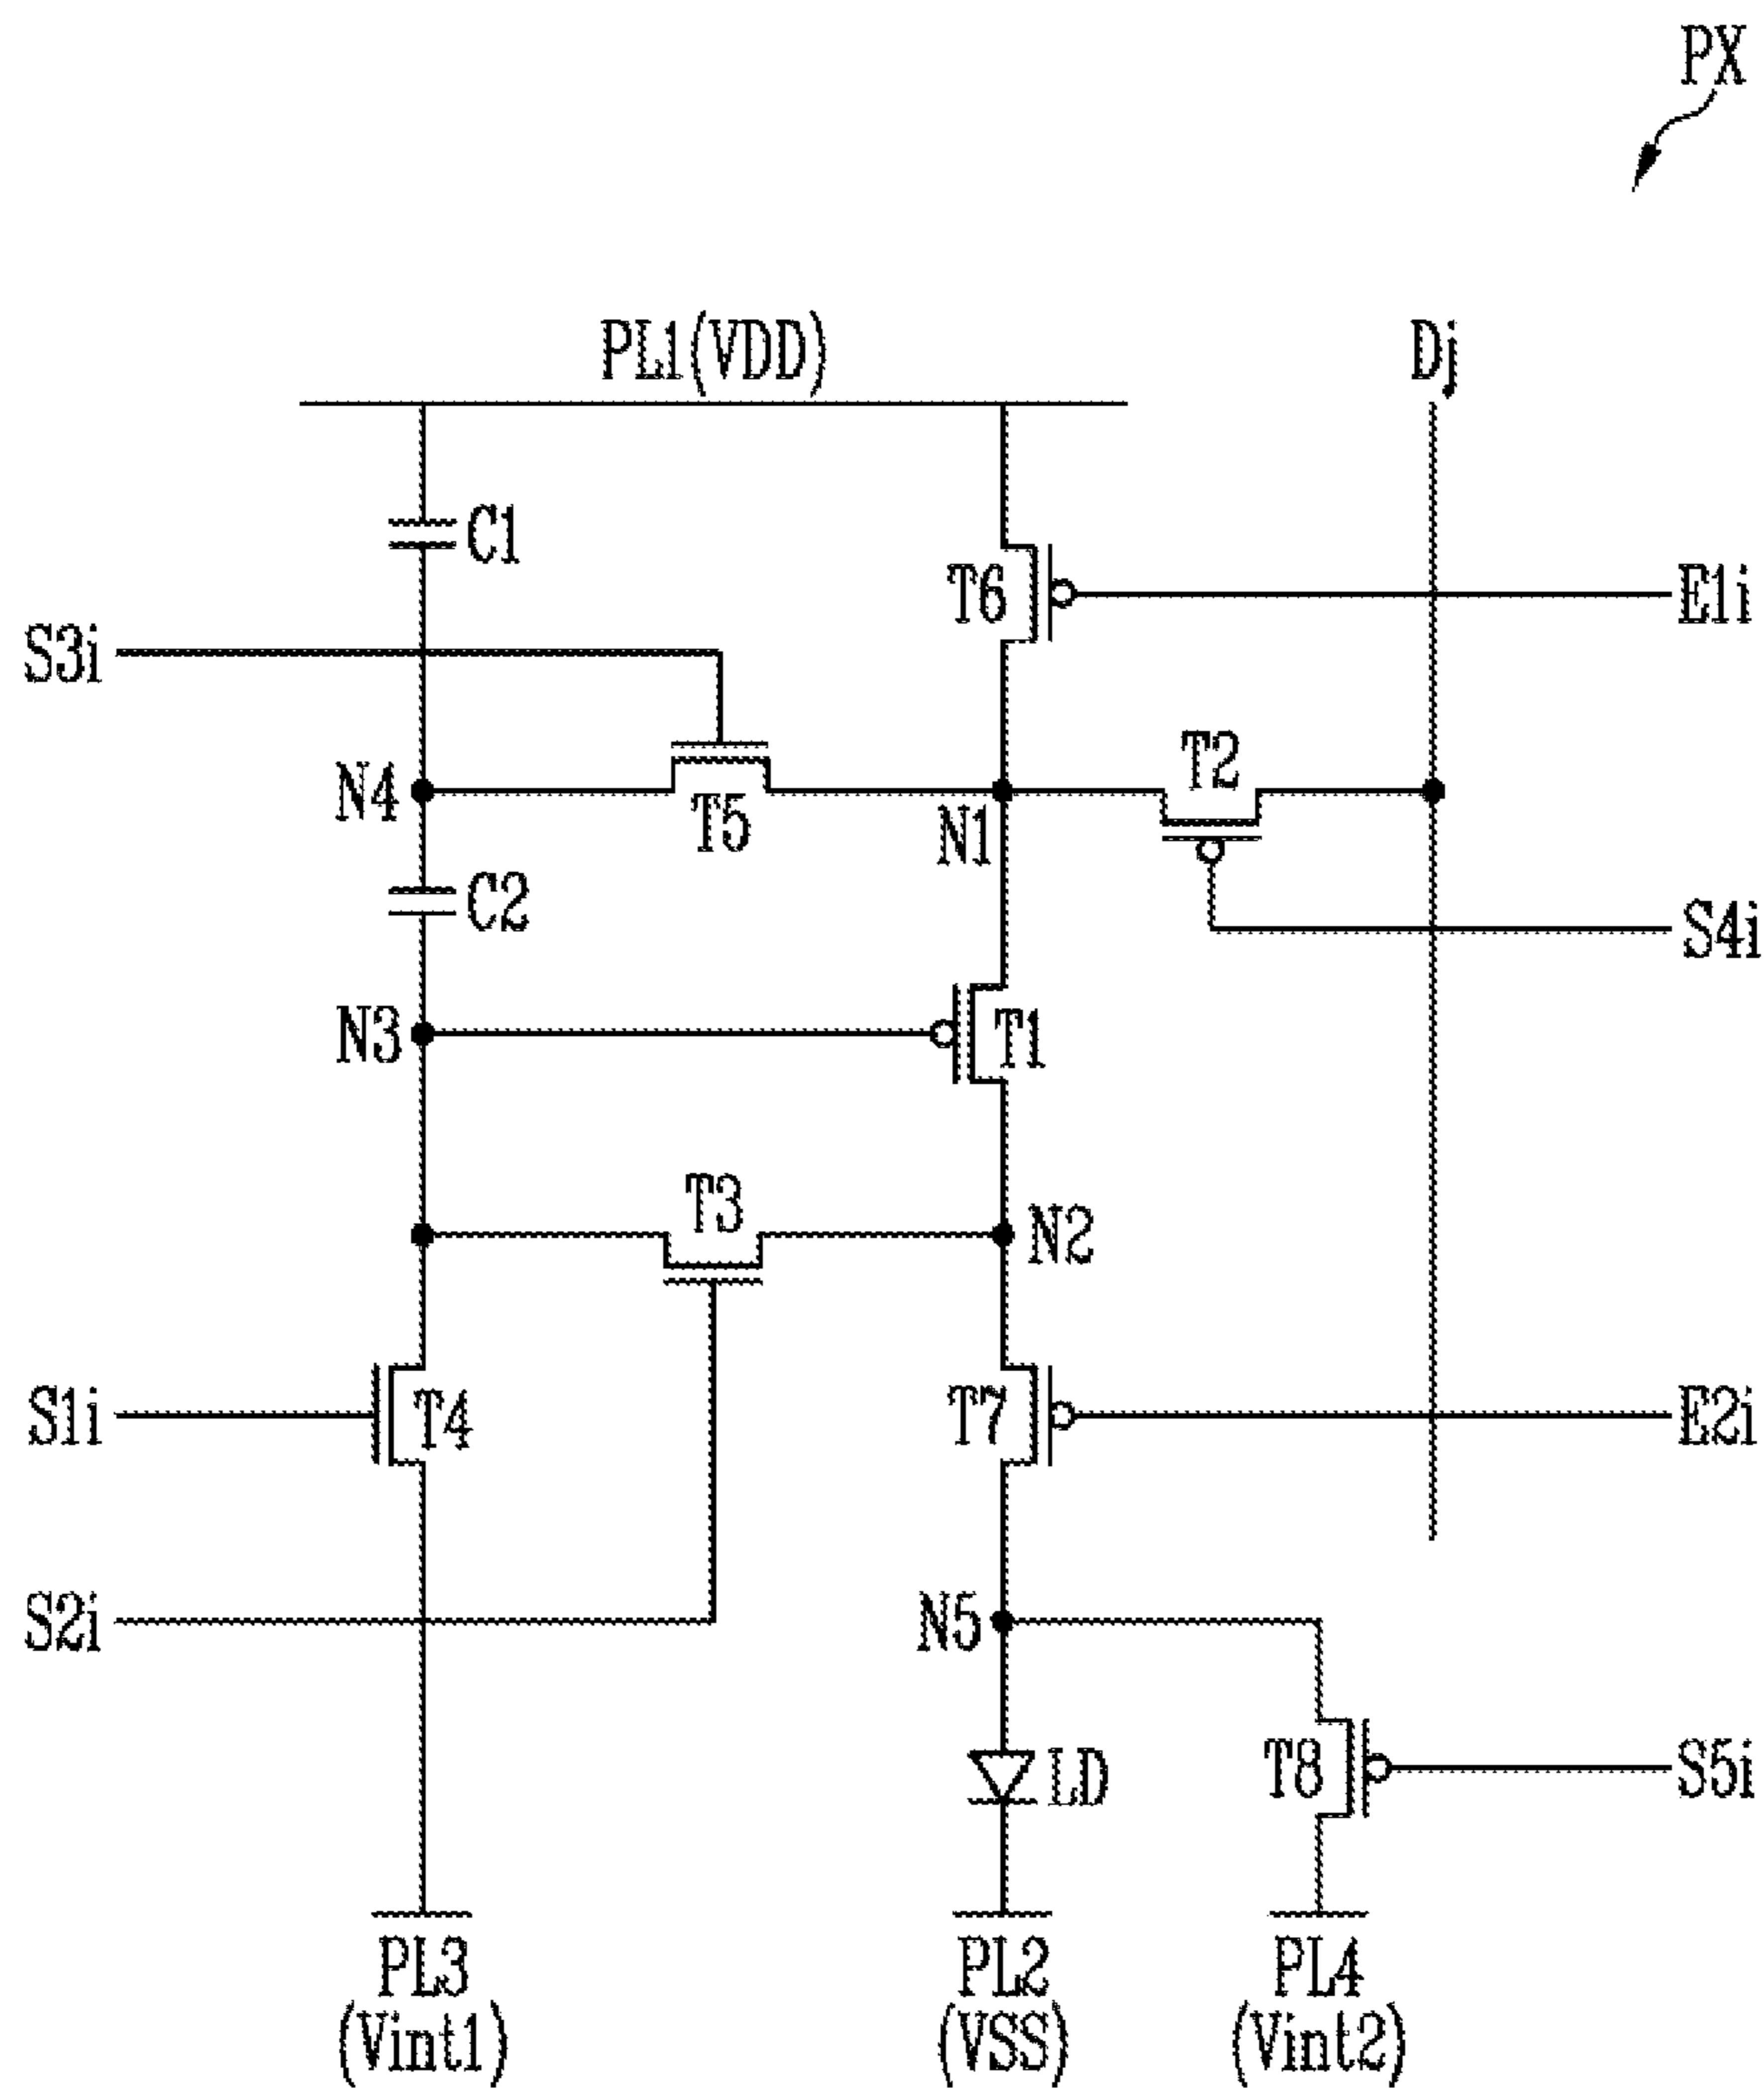 PX
PL1(VDD)
Dj
C1
T6
E1i
S3i
T2
N4
T5
N1
C2
S4i
N3
T1
T3
N2
S1i
T4
T7
E2i
S2i
N5
LD
T8
S5i
PL3
(Vint1)
PL2
(VSS)
PL4
(Vint2)